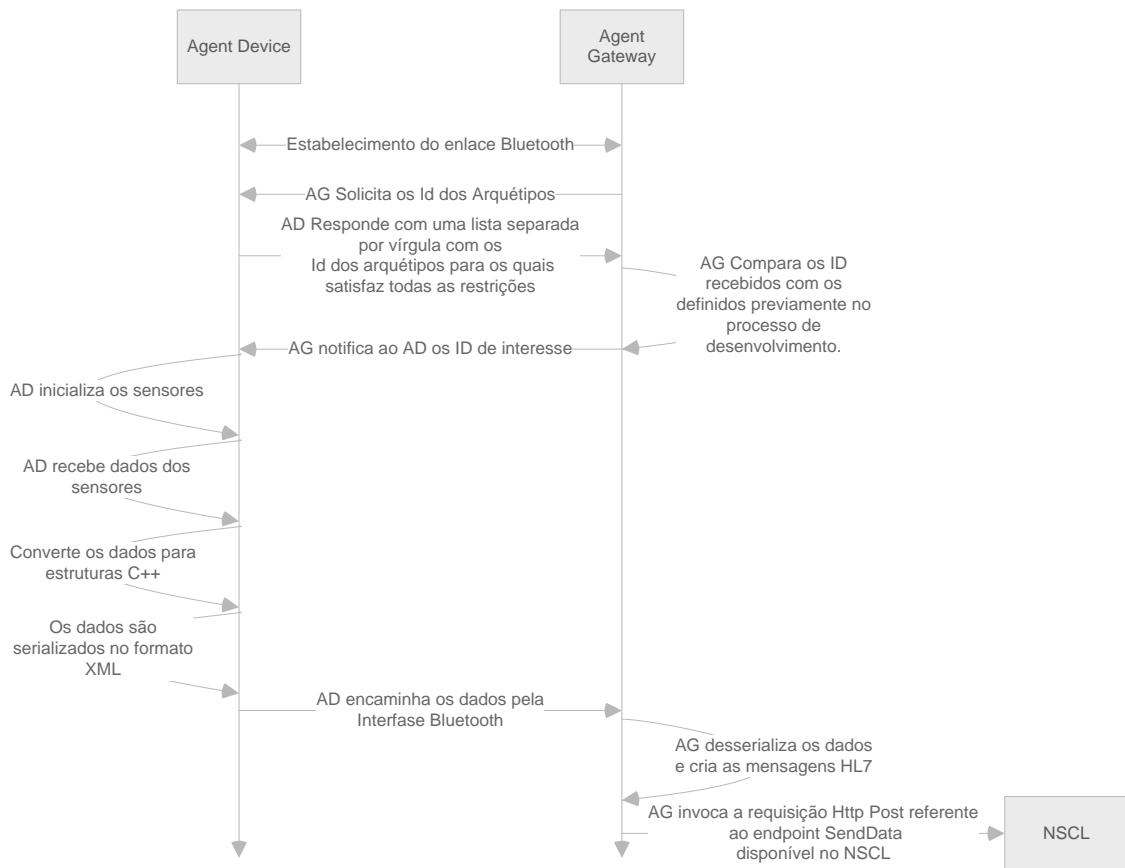 Agent Device
Agent
Gateway
Estabelecimento do enlace Bluetooth
AG Solicita os Id dos Arquétipos
AD Responde com uma lista separada
por vírgula com os
Id dos arquétipos para os quais
satisfaz todas as restrições
AG Compara os ID
recebidos com os
definidos previamente no
processo de
desenvolvimento.
AG notifica ao AD os ID de interesse
AD inicializa os sensores
AD recebe dados dos
sensores
Converte os dados para
estruturas C++
Os dados são
serializados no formato
XML
AD encaminha os dados pela
Interfase Bluetooth
AG desserializa os dados
e cria as mensagens HL7
AG invoca a requisição Http Post referente
ao endpoint SendData
disponível no NSCL
NSCL